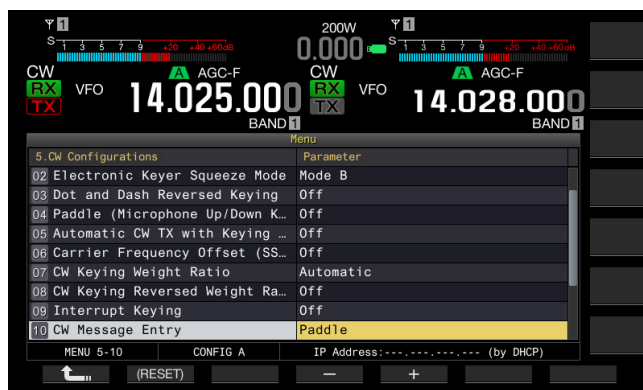 1 200W 1
S 1 3 5 7 9 +20 +40 +60dB 0.000 S 1 3 5 7 9 +20 +40 +60dB
CW A AGC-F CW A AGC-F
RX VFO 14.025.000 RX VFO 14.028.000
TX TX
BAND 1 BAND 1
Menu
5.CW Configurations Parameter
02 Electronic Keyer Squeeze Mode Mode B
03 Dot and Dash Reversed Keying Off
04 Paddle (Microphone Up/Down K… Off
05 Automatic CW TX with Keying … Off
06 Carrier Frequency Offset (SS… Off
07 CW Keying Weight Ratio Automatic
08 CW Keying Reversed Weight Ra… Off
09 Interrupt Keying Off
10 CW Message Entry Paddle
MENU 5-10 CONFIG A IP Address:---.---.---.--- (by DHCP)
(RESET) － +